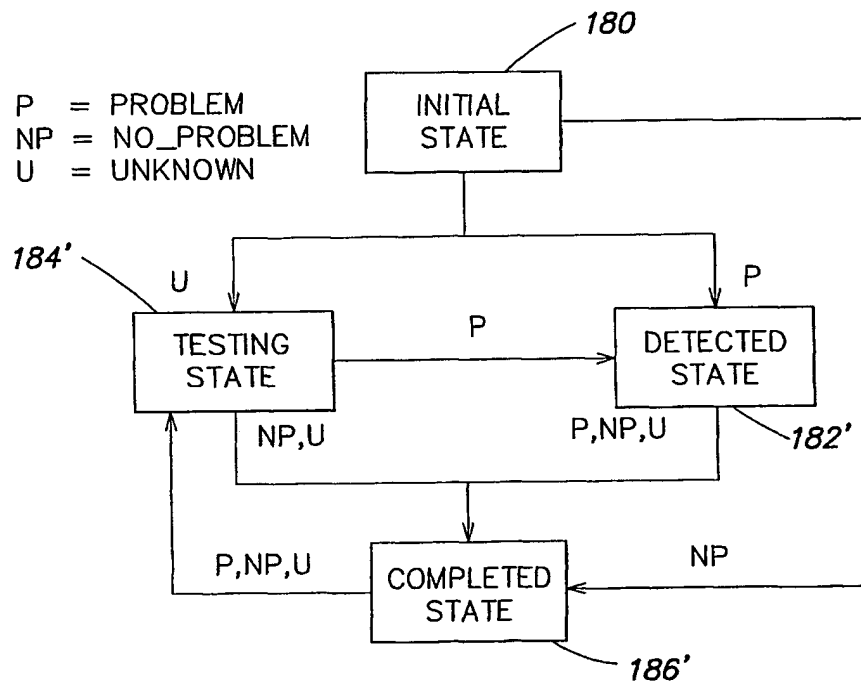 180
P = PROBLEM
NP = NO_PROBLEM
U = UNKNOWN
INITIAL
STATE
184'
U
P
TESTING
STATE
P
DETECTED
STATE
NP,U
P,NP,U
182'
P,NP,U
COMPLETED
STATE
NP
186'